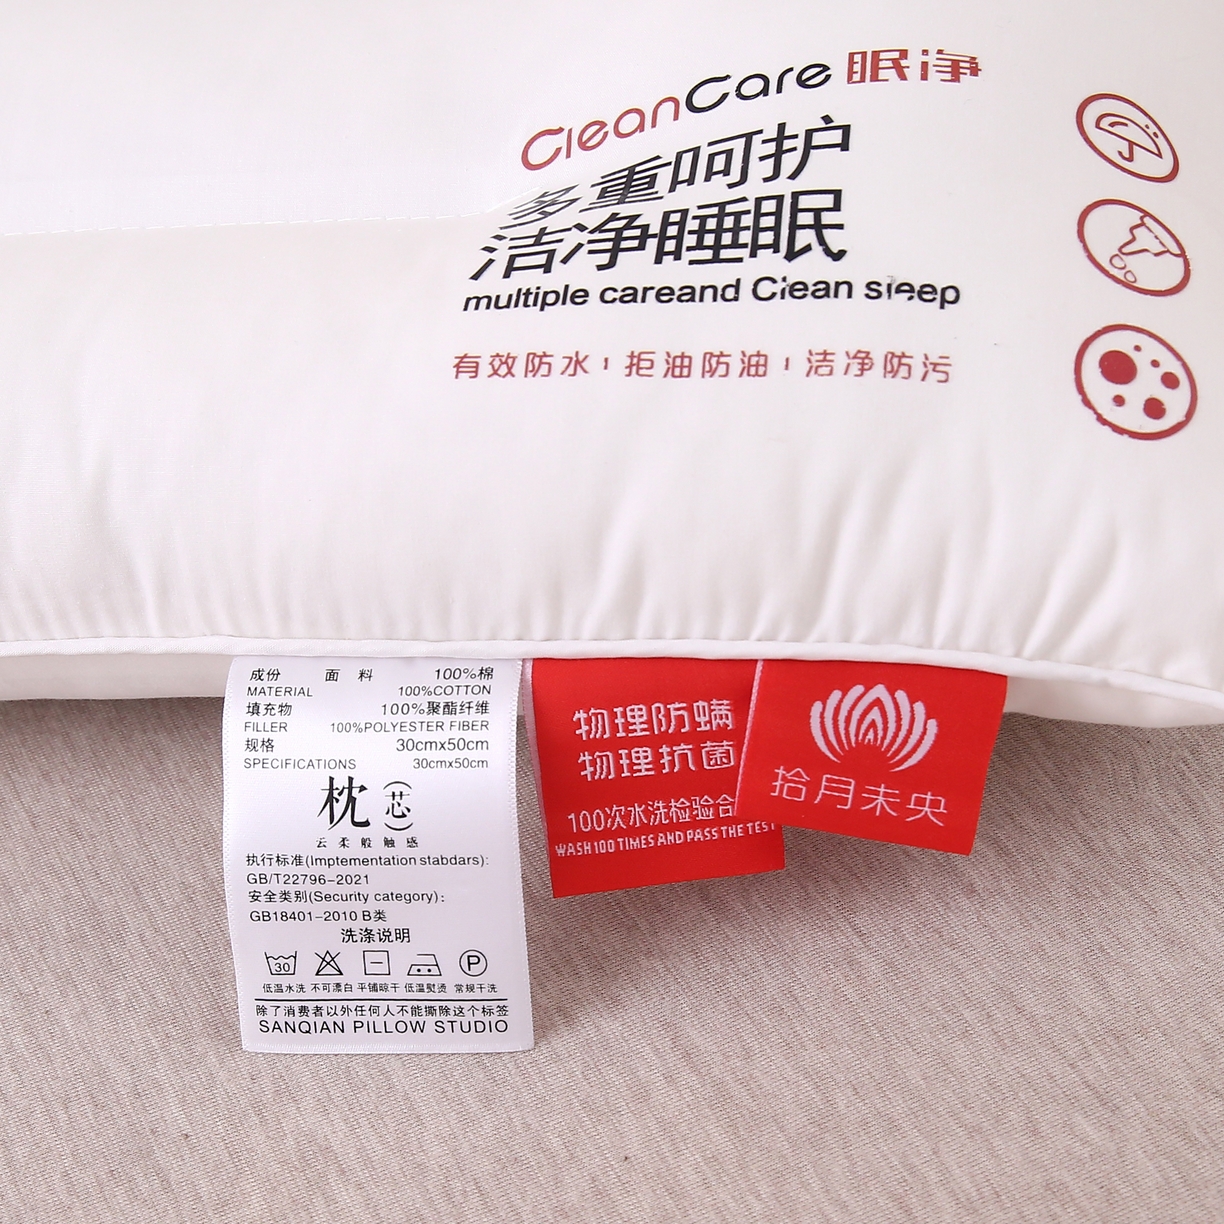 CleanCare 眠净
多重呵护
洁净睡眠
multiple careand Clean sleep
有效防水 拒油防油 洁净防污
成份 面 料 100%棉
MATERIAL 100%COTTON
填充物 100%聚酯纤维
FILLER 100%POLYESTER FIBER
规格 30cmx50cm
SPECIFICATIONS 30cmx50cm
枕(芯)
云柔般触感
执行标准(Imptementation stabdars):
GB/T22796-2021
安全类别(Security category):
GB18401-2010 B类
洗涤说明
30 P
低温水洗 不可漂白 平铺晾干 低温熨烫 常规干洗
除了消费者以外任何人不能撕除这个标签
SANQIAN PILLOW STUDIO
物理防螨
物理抗菌
100次水洗检验合
WASH 100 TIMES AND PASS THE TEST
拾月未央